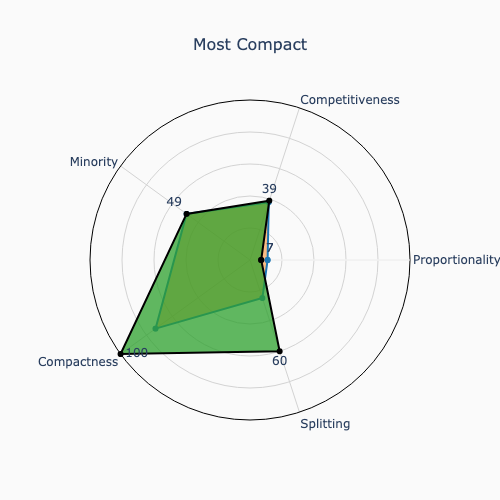 Most Compact
Competitiveness
Minority
39
49
7
Proportionality
100
Compactness
60
Splitting